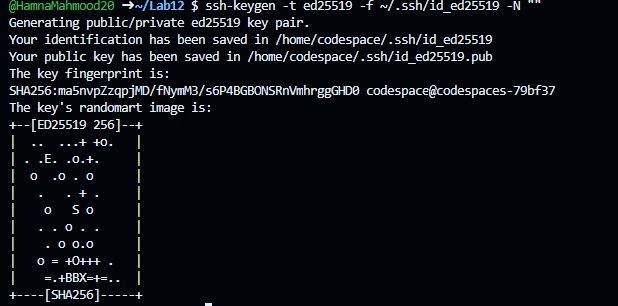 @HamnaMahmood20 ➜~/Lab12 $ ssh-keygen -t ed25519 -f ~/.ssh/id_ed25519 -N ""
Generating public/private ed25519 key pair.
Your identification has been saved in /home/codespace/.ssh/id_ed25519
Your public key has been saved in /home/codespace/.ssh/id_ed25519.pub
The key fingerprint is:
SHA256:ma5nvpZzqpjMD/fNymM3/s6P4BGBONSRnVmhrggGHD0 codespace@codespaces-79bf37
The key's randomart image is:
+--[ED25519 256]--+
|  ..  ...+ +o.   |
| . .E. .o.+.     |
|  o  .o . o      |
|   .   . + .     |
|    o   S o      |
|   . . o . .     |
|    . o o.o      |
|   o = +O+++ .   |
|    =.+BBX=+=..  |
+----[SHA256]-----+